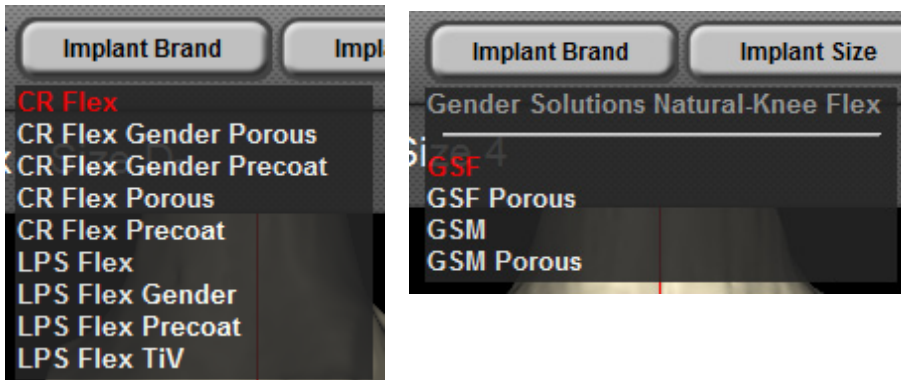 Implant Brand
CR Flex
CR Flex Gender Porous
CR Flex Gender Precoat
CR Flex Porous
CR Flex Precoat
LPS Flex
LPS Flex Gender
LPS Flex Precoat
LPS Flex TiV
Implant Brand Implant Size
Gender Solutions Natural-Knee Flex
GSF
GSF Porous
GSM
GSM Porous